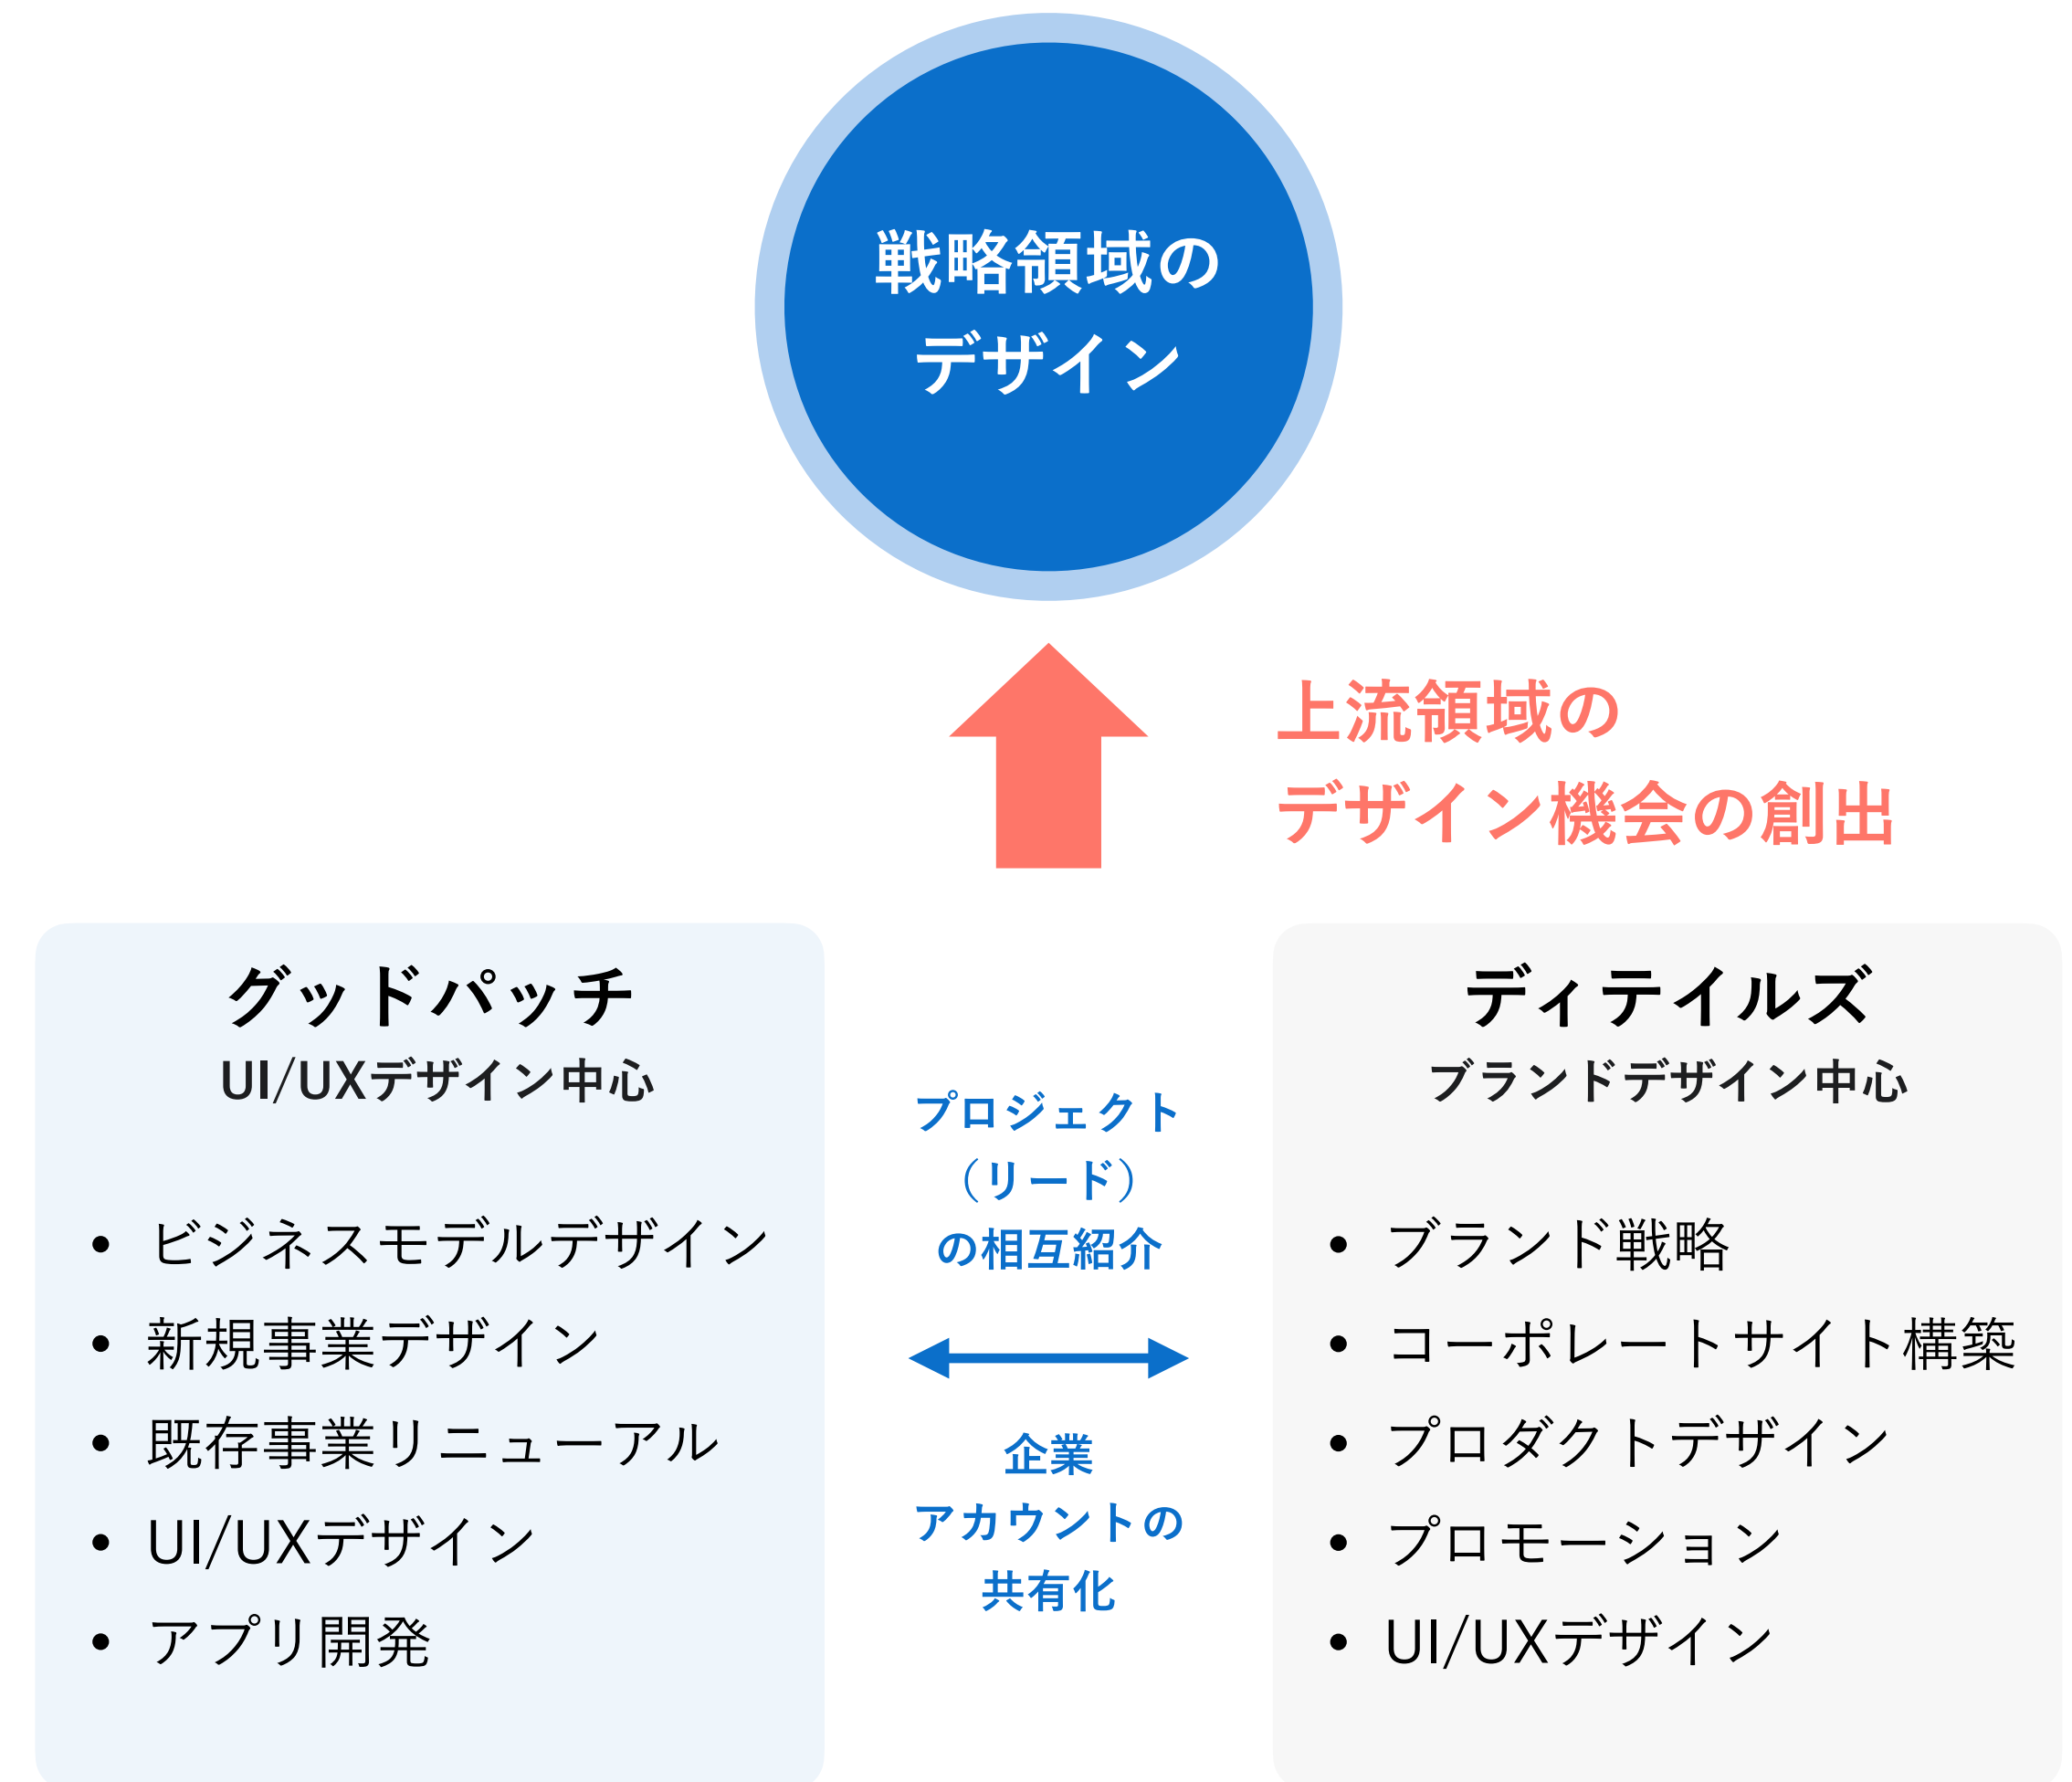 戦略領域の
デザイン
上流領域の
デザイン機会の創出
グッドパッチ
UI/UXデザイン中心
• ビジネスモデルデザイン
• 新規事業デザイン
• 既存事業リニューアル
• UI/UXデザイン
• アプリ開発
プロジェクト
（リード）
の相互紹介
企業
アカウントの
共有化
ディテイルズ
ブランドデザイン中心
• ブランド戦略
• コーポレートサイト構築
• プロダクトデザイン
• プロモーション
• UI/UXデザイン